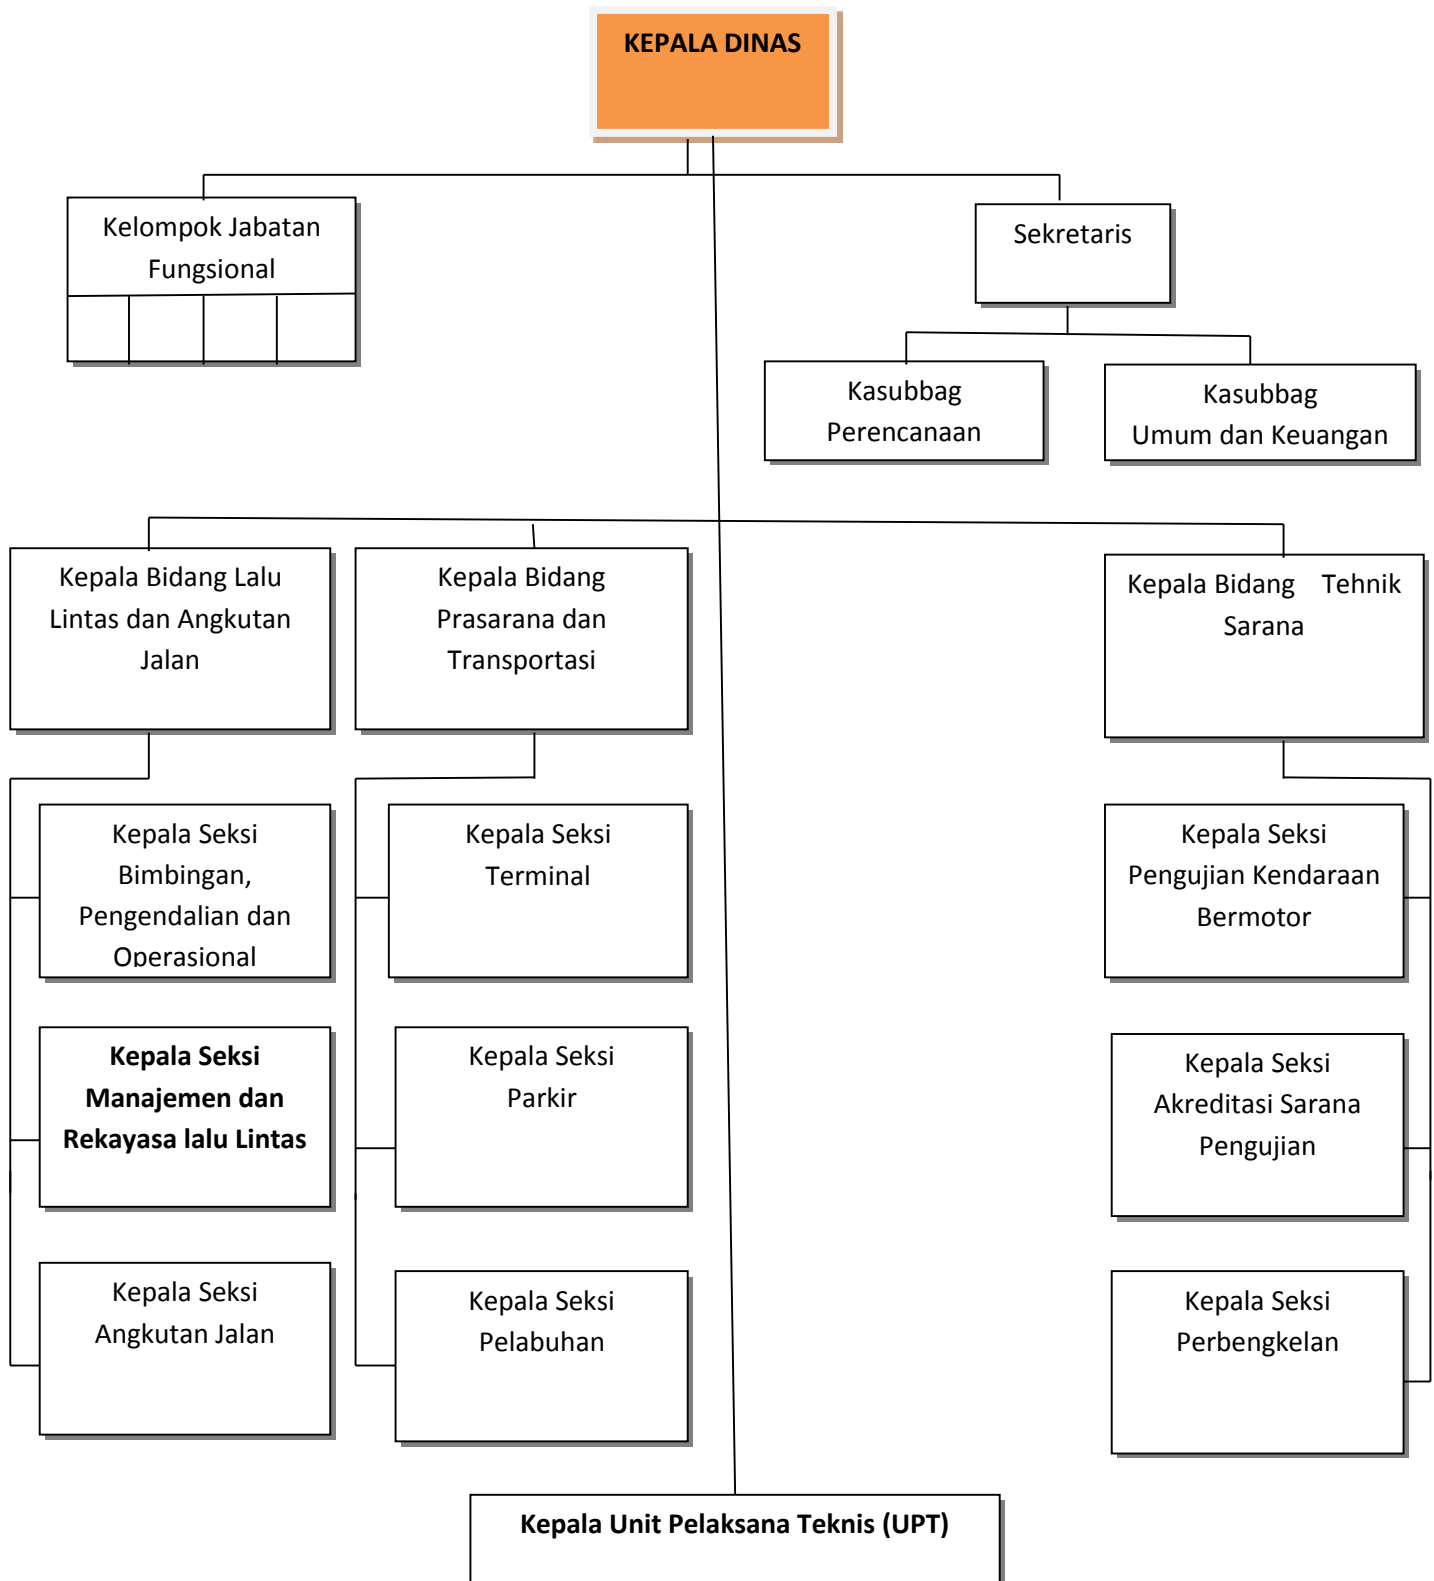 KEPALA DINAS
Kelompok Jabatan
Fungsional
Sekretaris
Kasubbag
Perencanaan
Kasubbag
Umum dan Keuangan
Kepala Bidang Lalu
Lintas dan Angkutan
Jalan
Kepala Bidang
Prasarana dan
Transportasi
Kepala Bidang Tehnik
Sarana
Kepala Seksi
Bimbingan,
Pengendalian dan
Operasional
Kepala Seksi
Terminal
Kepala Seksi
Pengujian Kendaraan
Bermotor
Kepala Seksi
Manajemen dan
Rekayasa lalu Lintas
Kepala Seksi
Parkir
Kepala Seksi
Akreditasi Sarana
Pengujian
Kepala Seksi
Angkutan Jalan
Kepala Seksi
Pelabuhan
Kepala Seksi
Perbengkelan
Kepala Unit Pelaksana Teknis (UPT)